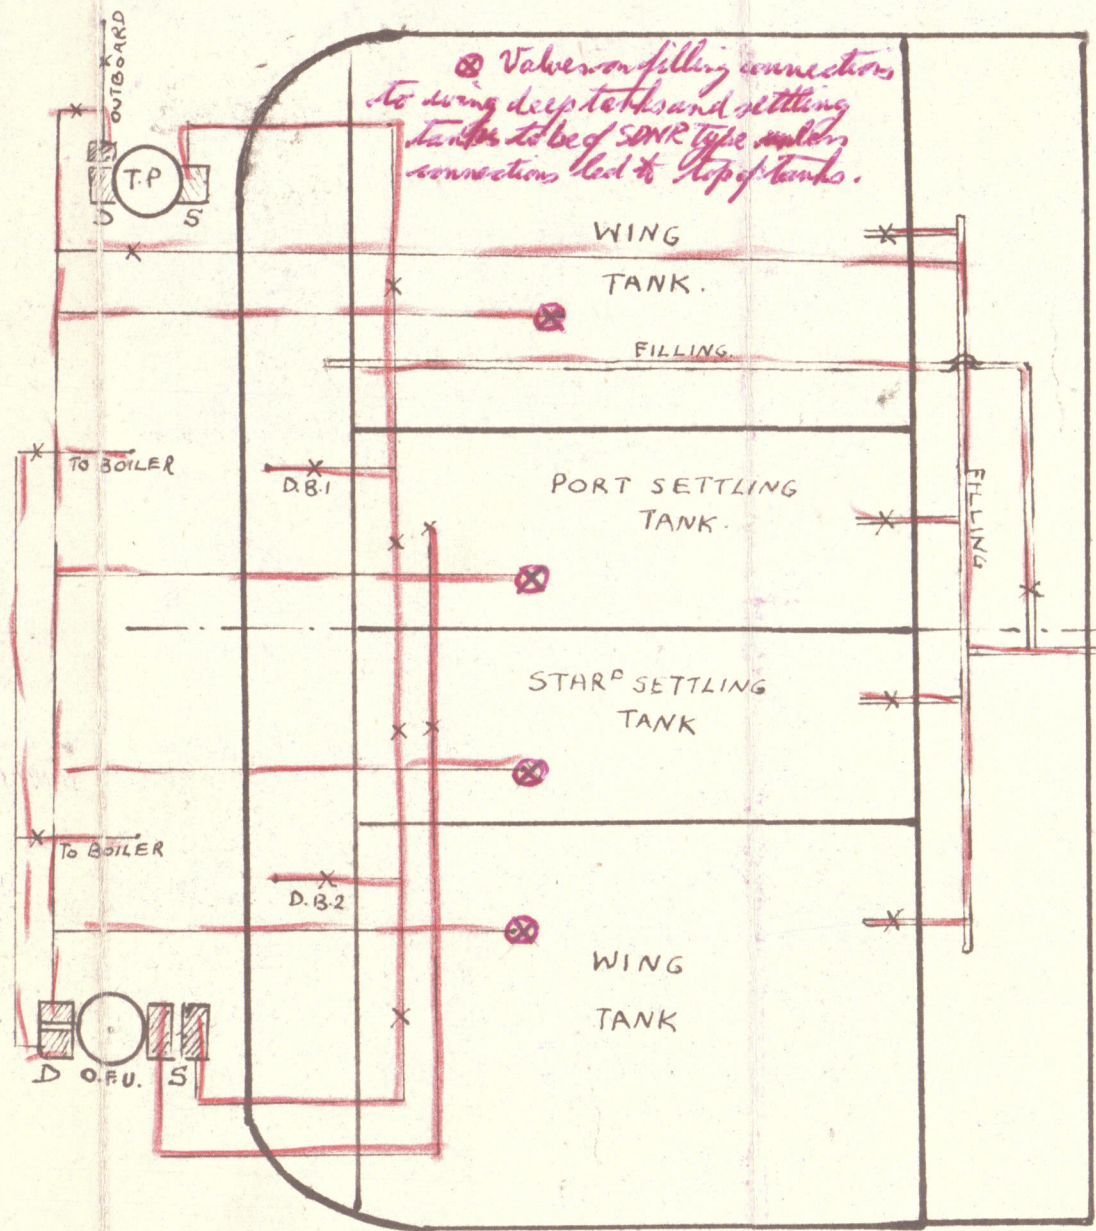 OUTBOARD
⊗ Valves on filling connections
to wing deep tanks and settling
tanks to be of SDNR type unless
connections led to top of tanks.
T.P
D S
WING
TANK.
FILLING.
TO BOILER
D.B.1
PORT SETTLING
TANK.
FILLING
STARD SETTLING
TANK
TO BOILER
D.B.2
WING
TANK
D O.F.U. S